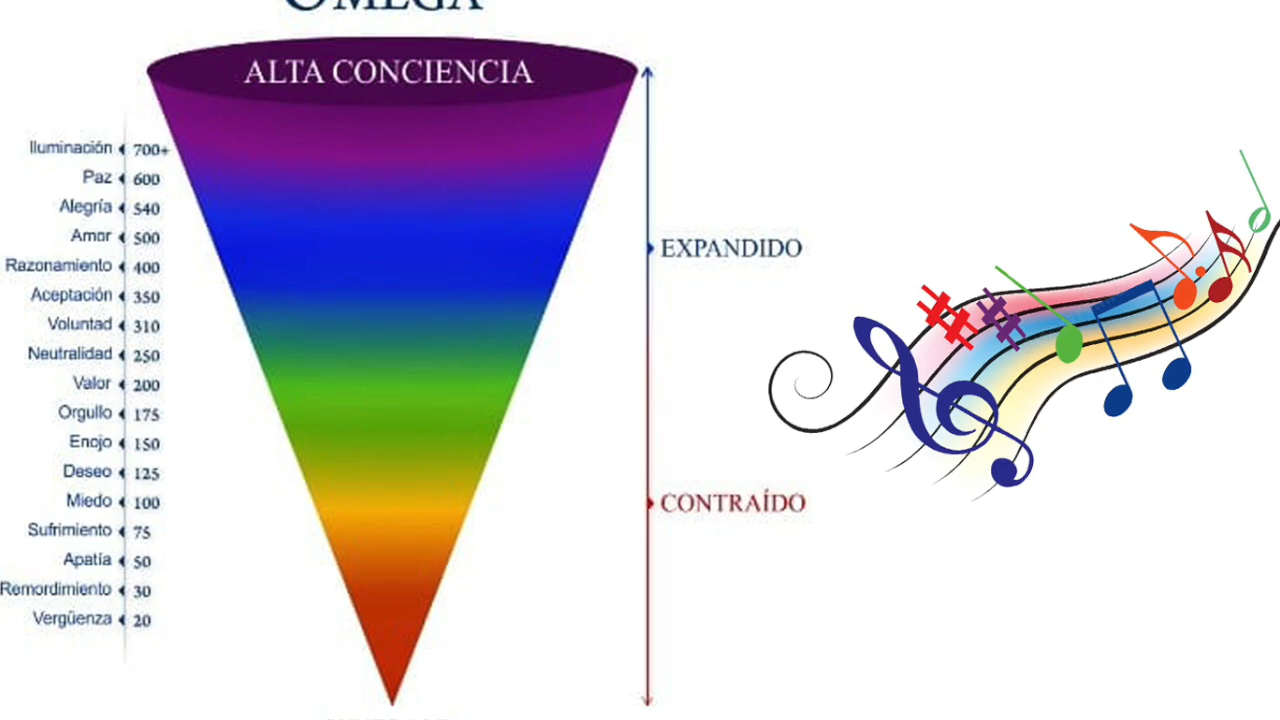 OMEGA
ALTA CONCIENCIA
Iluminación 700+
Paz 600
Alegría 540
Amor 500
Razonamiento 400
Aceptación 350
Voluntad 310
Neutralidad 250
Valor 200
Orgullo 175
Enojo 150
Deseo 125
Miedo 100
Sufrimiento 75
Apatía 50
Remordimiento 30
Vergüenza 20
EXPANDIDO
CONTRAÍDO